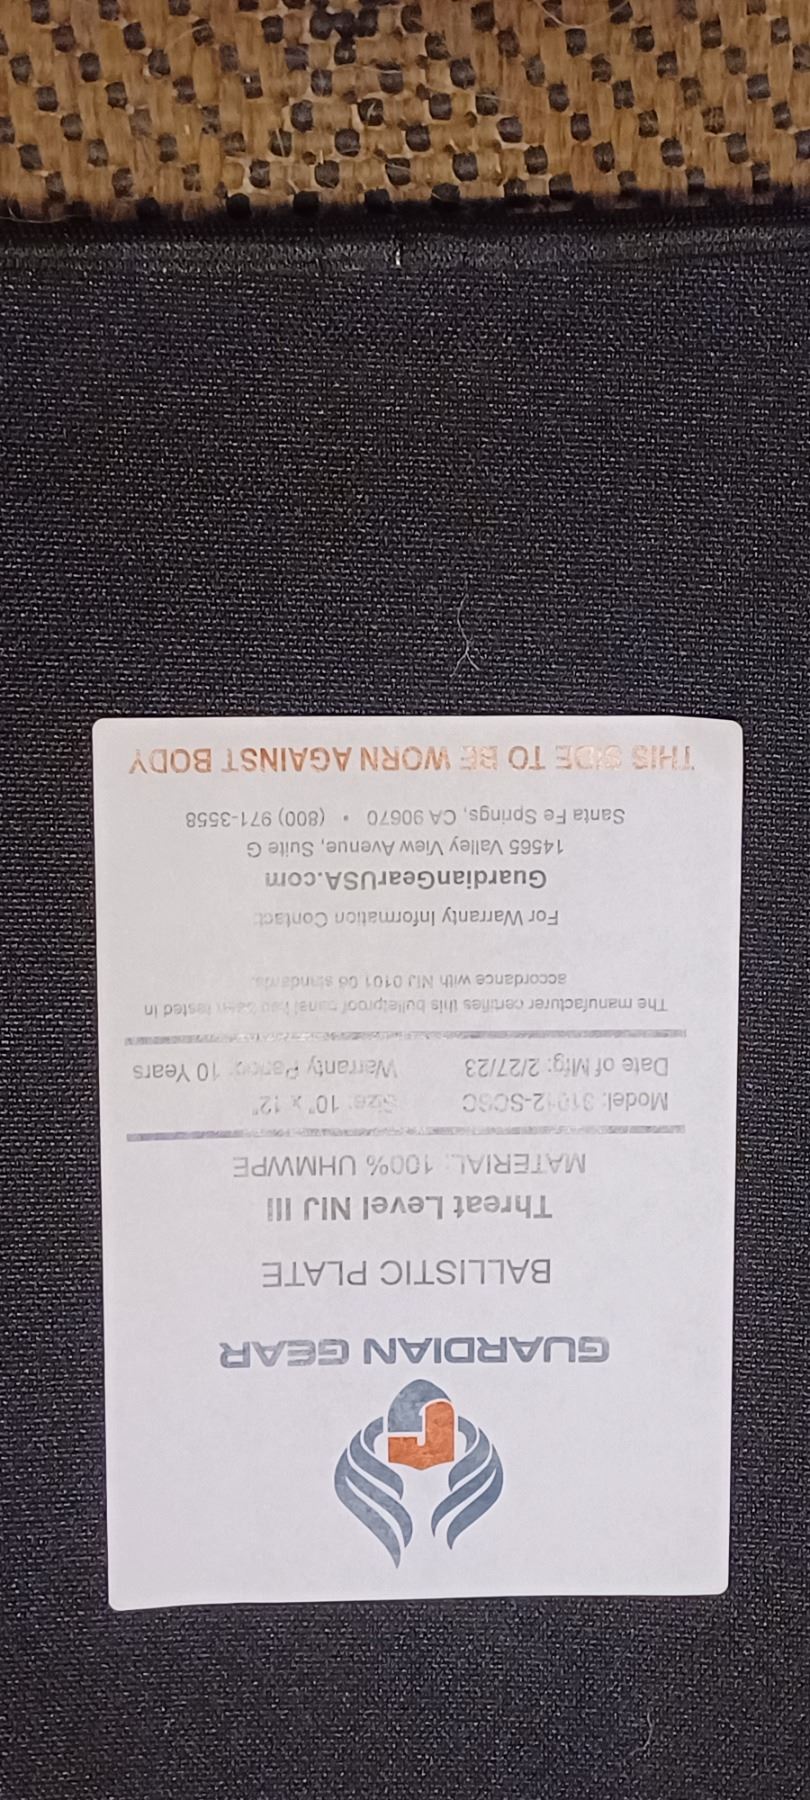 GUARDIAN GEAR
BALLISTIC PLATE
Threat Level NIJ III
MATERIAL: 100% UHMWPE
Model: Size: 10" x 12"
Date of Mfg: 2/27/23 Warranty Period: 10 Years
The manufacturer certifies this bulletproof panel has been tested in
accordance with NIJ 0101.06 standards.
For Warranty Information Contact:
GuardianGearUSA.com
14565 Valley View Avenue, Suite G
Santa Fe Springs, CA 90670 • (800) 971-3558
THIS SIDE TO BE WORN AGAINST BODY